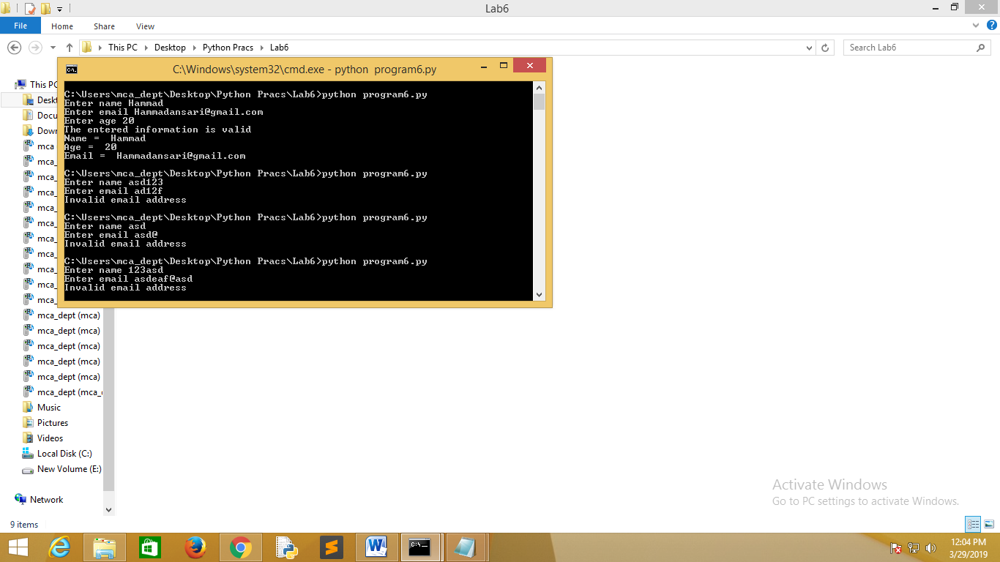 Lab6
File Home Share View
This PC Desktop Python Pracs Lab6
Search Lab6
C:\Windows\system32\cmd.exe - python  program6.py
C:\Users\mca_dept\Desktop\Python Pracs\Lab6>python program6.py
Enter name Hammad
Enter email Hammadansari@gmail.com
Enter age 20
The entered information is valid
Name =  Hammad
Age =  20
Email =  Hammadansari@gmail.com
C:\Users\mca_dept\Desktop\Python Pracs\Lab6>python program6.py
Enter name asd123
Enter email ad12f
Invalid email address
C:\Users\mca_dept\Desktop\Python Pracs\Lab6>python program6.py
Enter name asd
Enter email asd@
Invalid email address
C:\Users\mca_dept\Desktop\Python Pracs\Lab6>python program6.py
Enter name 123asd
Enter email asdeaf@asd
Invalid email address
This PC
Deskt
Docu
Down
mca
mca_
mca_
mca_
mca_
mca_
mca_
mca_
mca_
mca_
mca_
mca_dept (mca)
mca_dept (mca)
mca_dept (mca)
mca_dept (mca)
mca_dept (mca)
mca_dept (mca_
Music
Pictures
Videos
Local Disk (C:)
New Volume (E:)
Network
Activate Windows
Go to PC settings to activate Windows.
9 items
12:04 PM
3/29/2019